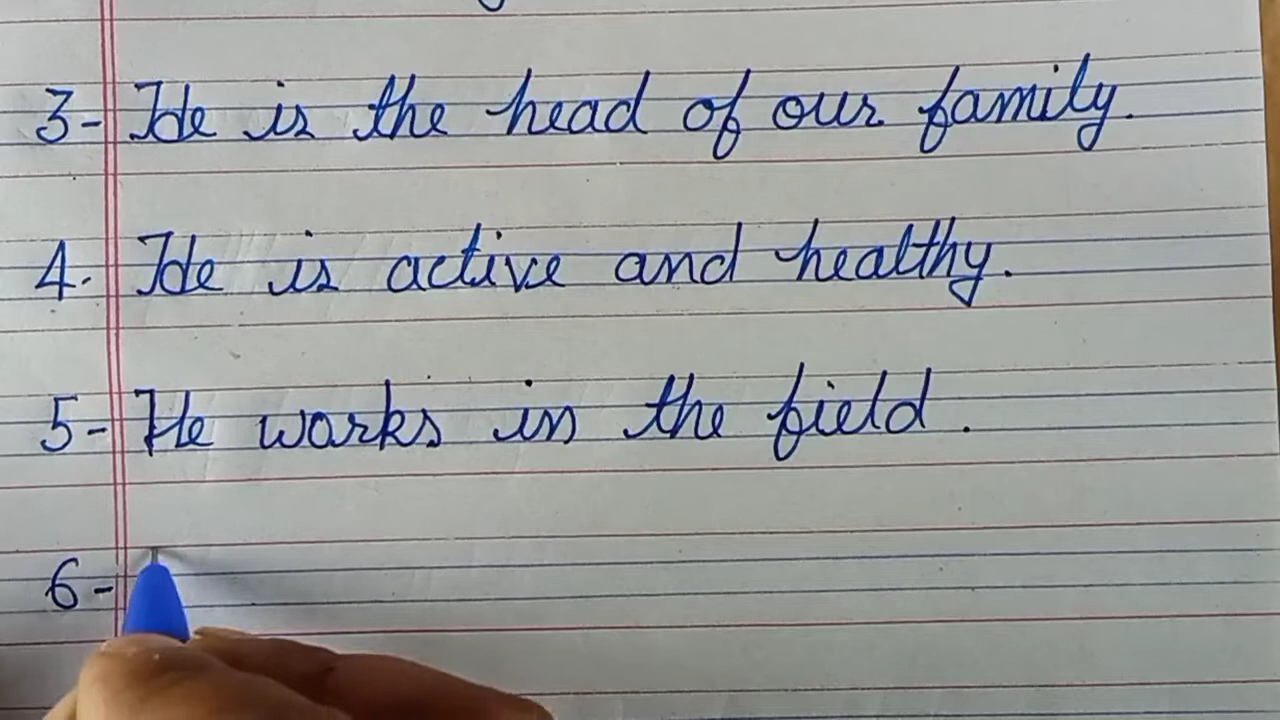 3- He is the head of our family.
4. He is active and healthy.
5- He works in the field.
6-